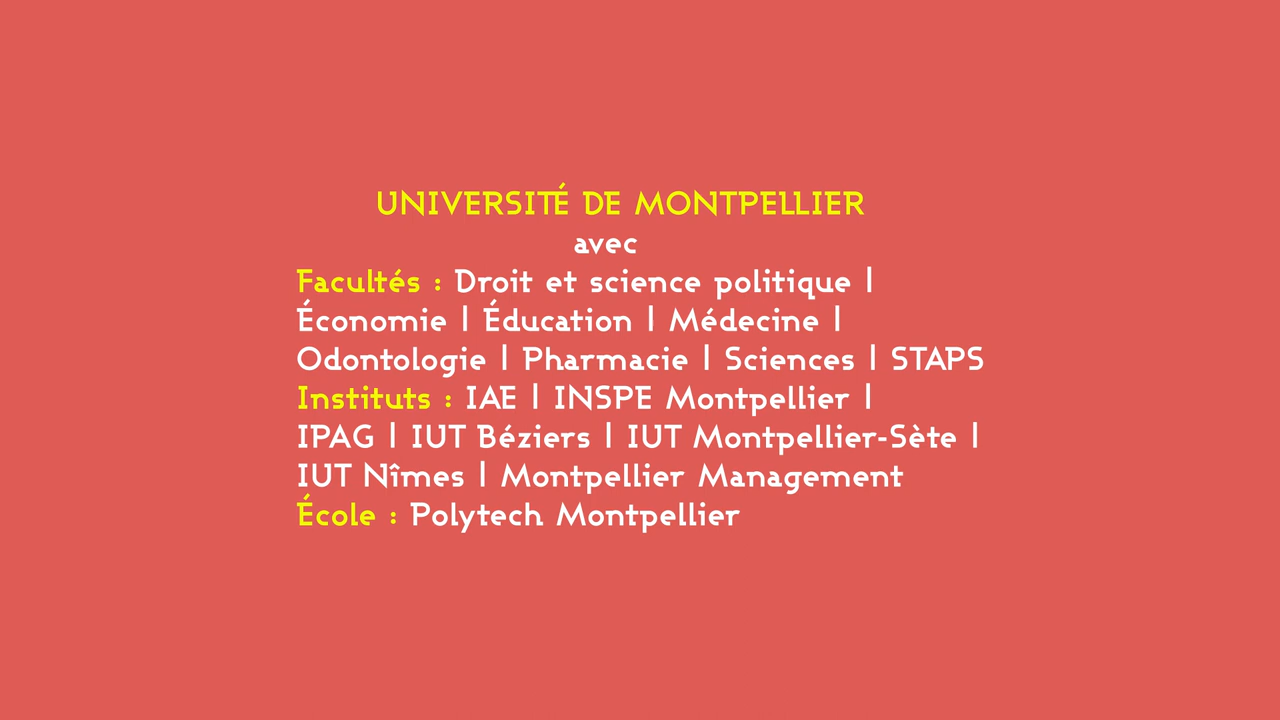 UNIVERSITÉ DE MONTPELLIER
avec
Facultés : Droit et science politique |
Économie | Éducation | Médecine |
Odontologie | Pharmacie | Sciences | STAPS
Instituts : IAE | INSPE Montpellier |
IPAG | IUT Béziers | IUT Montpellier-Sète |
IUT Nîmes | Montpellier Management
École : Polytech Montpellier